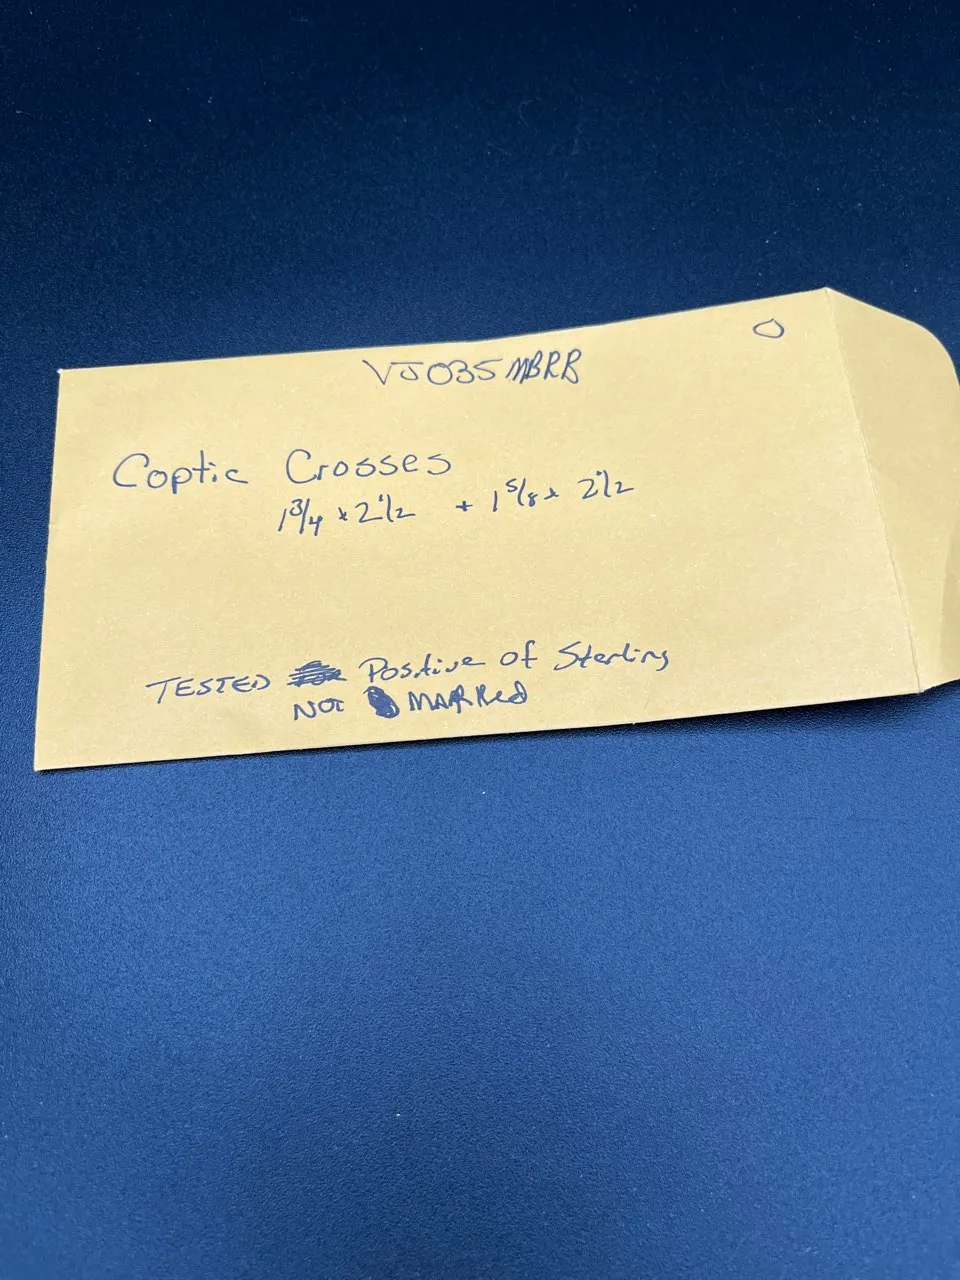 O
VJ035MBRB
Coptic Crosses
1 3/4 x 2 1/2 + 1 5/8 x 2 1/2
TESTED Positive of Sterling
NOT MARKed